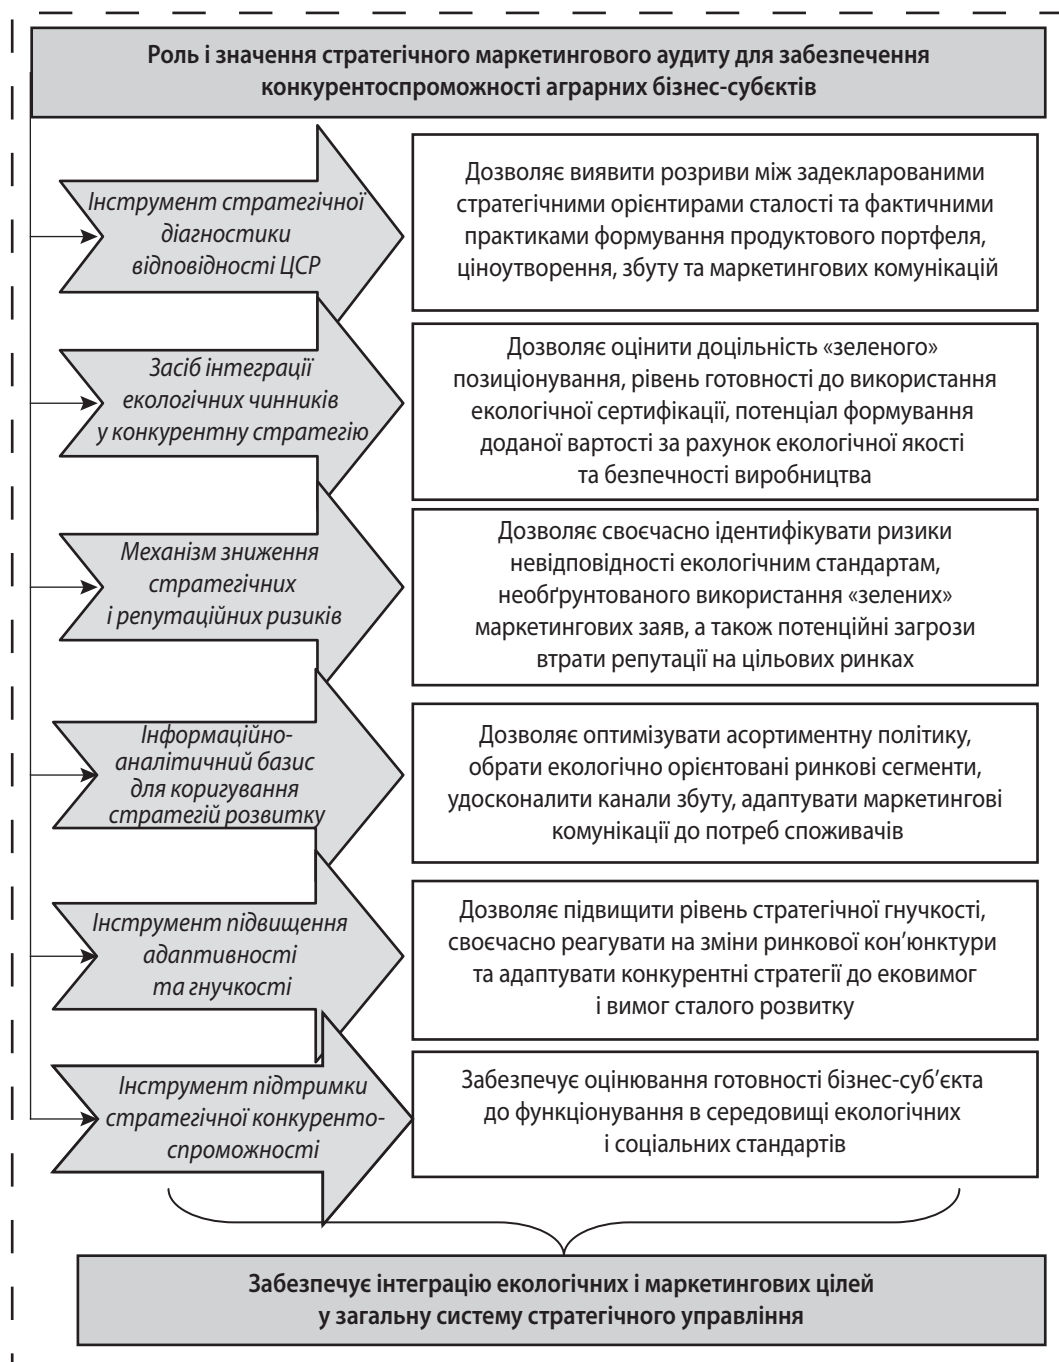 Роль і значення стратегічного маркетингового аудиту для забезпечення
конкурентоспроможності аграрних бізнес-субєктів
Інструмент стратегічної
діагностики
відповідності ЦСР
Дозволяє виявити розриви між задекларованими
стратегічними орієнтирами сталості та фактичними
практиками формування продуктового портфеля,
ціноутворення, збуту та маркетингових комунікацій
Засіб інтеграції
екологічних чинників
у конкурентну стратегію
Дозволяє оцінити доцільність «зеленого»
позиціонування, рівень готовності до використання
екологічної сертифікації, потенціал формування
доданої вартості за рахунок екологічної якості
та безпечності виробництва
Механізм зниження
стратегічних
і репутаційних ризиків
Дозволяє своєчасно ідентифікувати ризики
невідповідності екологічним стандартам,
необґрунтованого використання «зелених»
маркетингових заяв, а також потенційні загрози
втрати репутації на цільових ринках
Інформаційно-
аналітичний базис
для коригування
стратегій розвитку
Дозволяє оптимізувати асортиментну політику,
обрати екологічно орієнтовані ринкові сегменти,
удосконалити канали збуту, адаптувати маркетингові
комунікації до потреб споживачів
Інструмент підвищення
адаптивності
та гнучкості
Дозволяє підвищити рівень стратегічної гнучкості,
своєчасно реагувати на зміни ринкової кон’юнктури
та адаптувати конкурентні стратегії до ековимог
і вимог сталого розвитку
Інструмент підтримки
стратегічної конкуренто-
спроможності
Забезпечує оцінювання готовності бізнес-суб’єкта
до функціонування в середовищі екологічних
і соціальних стандартів
Забезпечує інтеграцію екологічних і маркетингових цілей
у загальну систему стратегічного управління